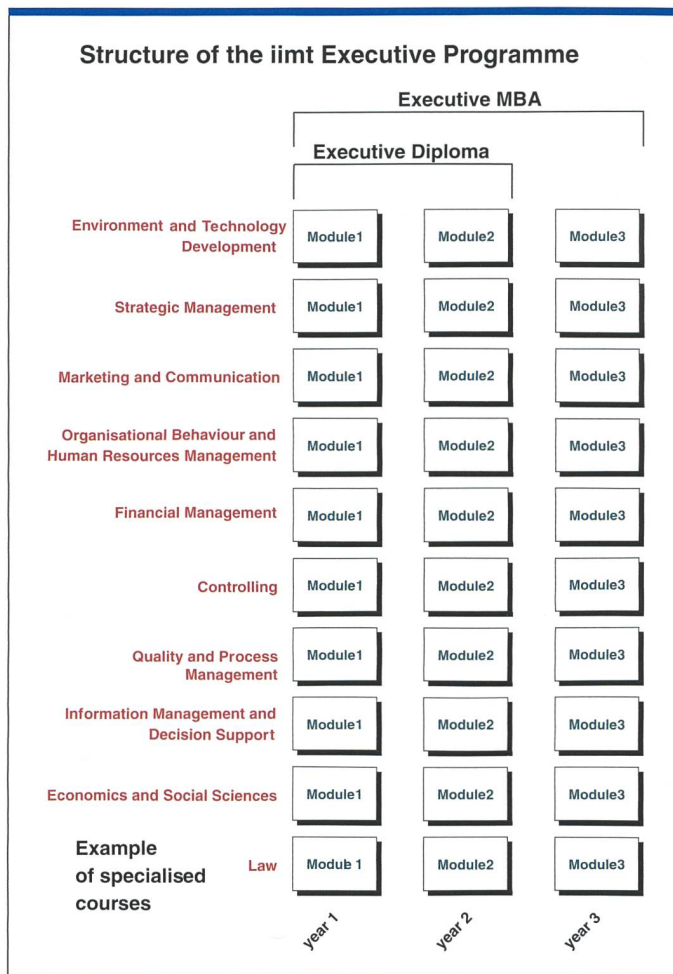 Structure of the iimt Executive Programme
Executive MBA
Executive Diploma
Environment and Technology
Development
Module1 Module2 Module3
Strategic Management Module1 Module2 Module3
Marketing and Communication Module1 Module2 Module3
Organisational Behaviour and
Human Resources Management
Module1 Module2 Module3
Financial Management Module1 Module2 Module3
Controlling Module1 Module2 Module3
Quality and Process
Management
Module1 Module2 Module3
Information Management and
Decision Support
Module1 Module2 Module3
Economics and Social Sciences Module1 Module2 Module3
Example
of specialised
courses
Law Module 1 Module2 Module3
year 1 year 2 year 3